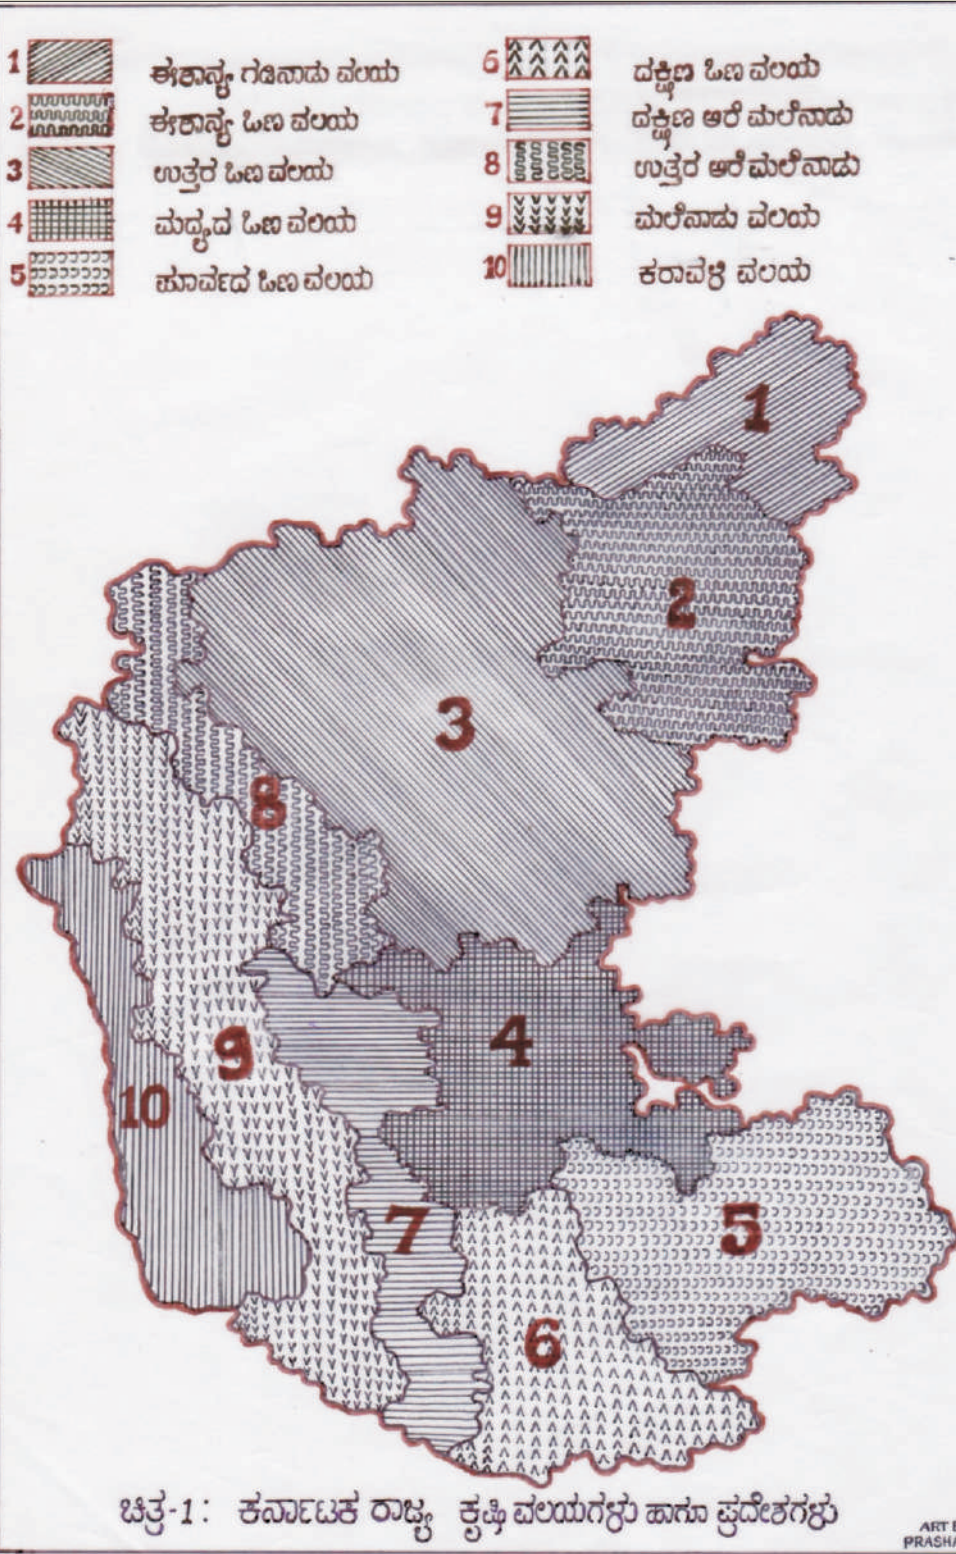 1 ಈಶಾನ್ಯ ಗಡಿನಾಡು ವಲಯ
2 ಈಶಾನ್ಯ ಒಣ ವಲಯ
3 ಉತ್ತರ ಒಣ ವಲಯ
4 ಮದ್ಯದ ಒಣ ವಲಯ
5 ಪೂರ್ವದ ಒಣ ವಲಯ
6 ದಕ್ಷಿಣ ಒಣ ವಲಯ
7 ದಕ್ಷಿಣ ಅರೆ ಮಲೆನಾಡು
8 ಉತ್ತರ ಅರೆ ಮಲೆನಾಡು
9 ಮಲೆನಾಡು ವಲಯ
10 ಕರಾವಳಿ ವಲಯ
1
2
3
8
4
9
10
5
7
6
ಚಿತ್ರ-1: ಕರ್ನಾಟಕ ರಾಜ್ಯ ಕೃಷಿ ವಲಯಗಳು ಹಾಗೂ ಪ್ರದೇಶಗಳು
ART